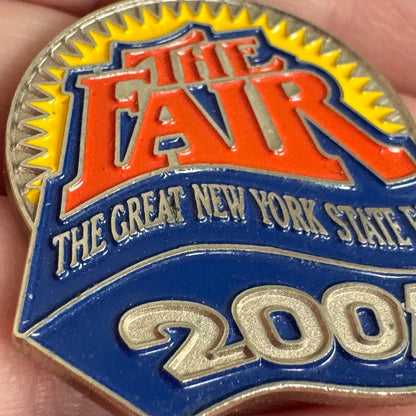 THE
FAIR
THE GREAT NEW YORK STATE